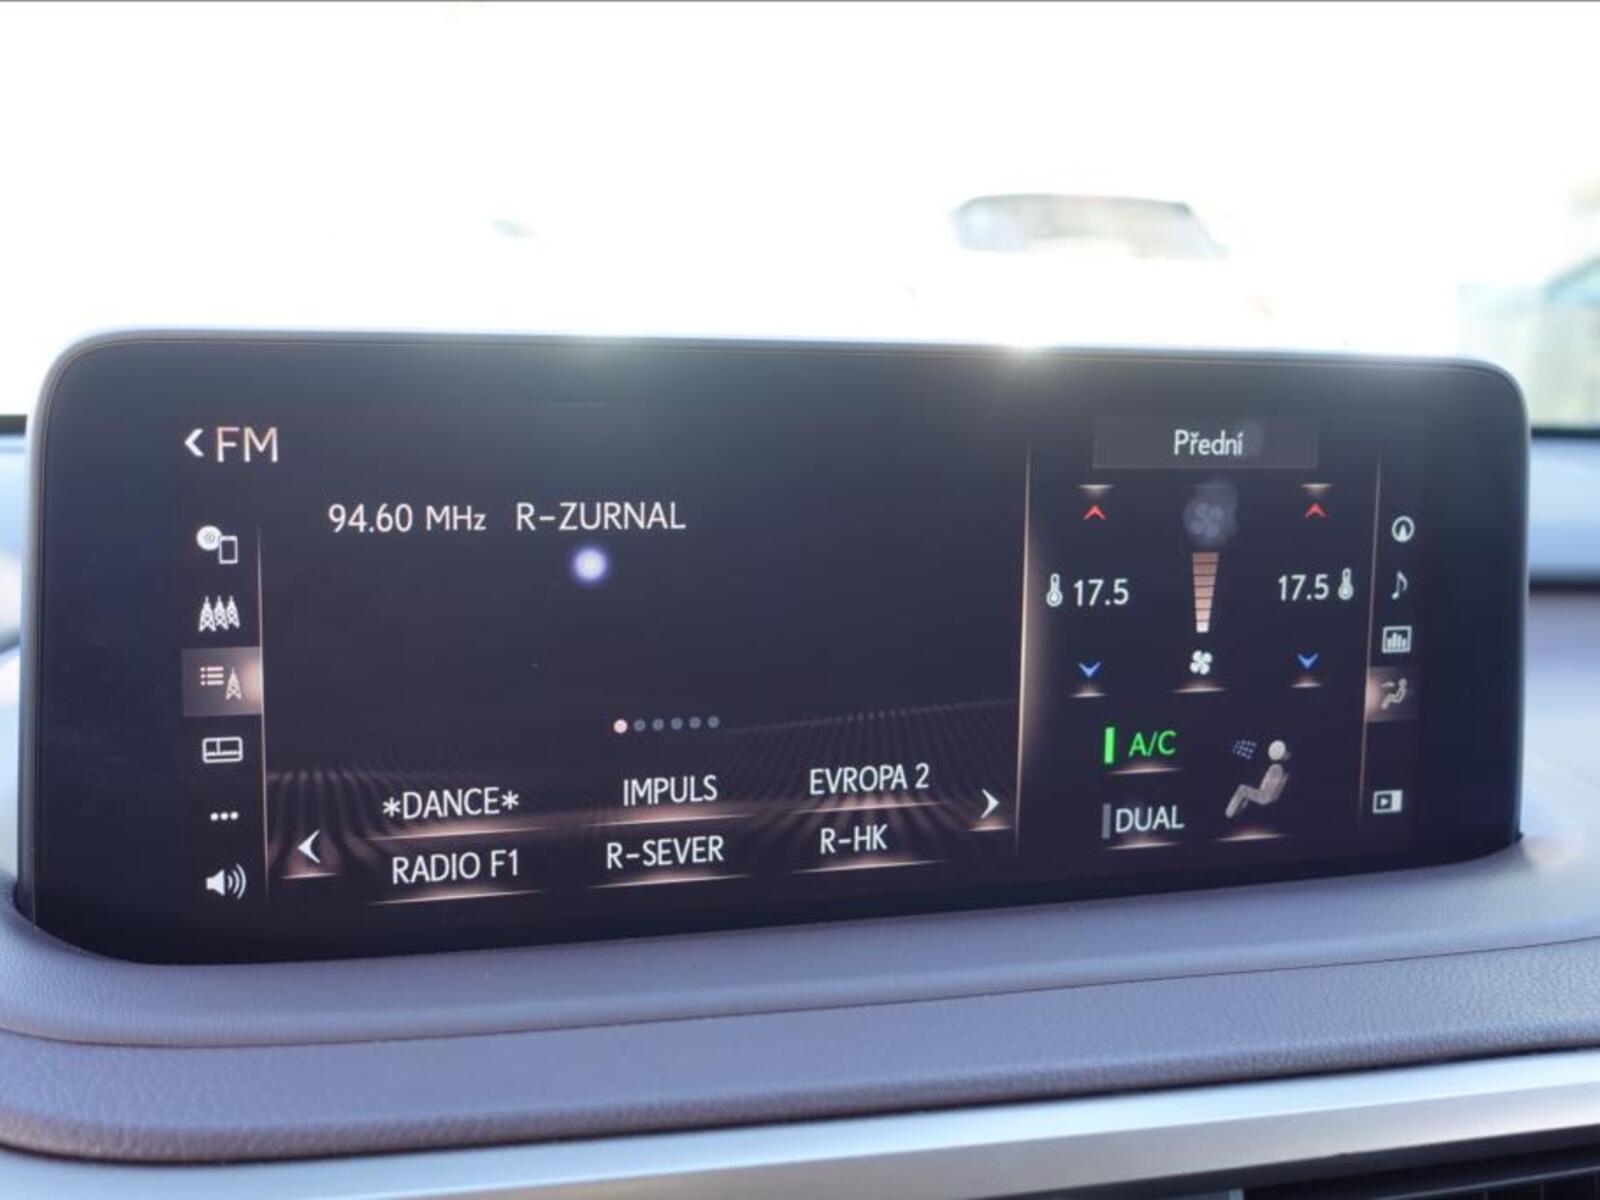 FM
94.60 MHz R-ZURNAL
*DANCE* IMPULS EVROPA 2
RADIO F1 R-SEVER R-HK
Přední
17.5 17.5
A/C
DUAL